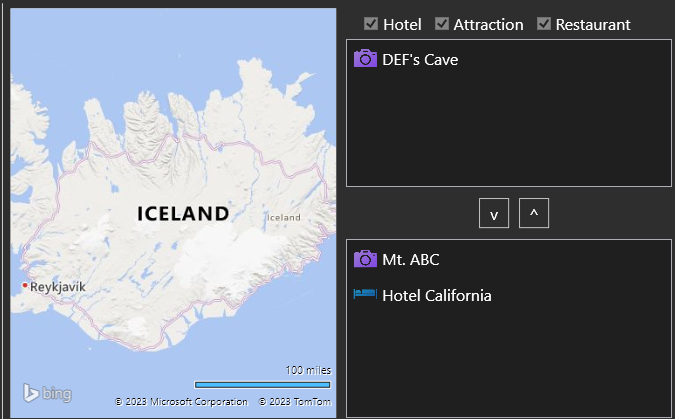 Hotel Attraction Restaurant
DEF's Cave
ICELAND
iceland
v ^
Mt. ABC
Reykjavik
Hotel California
100 miles
bing
© 2023 Microsoft Corporation © 2023 TomTom